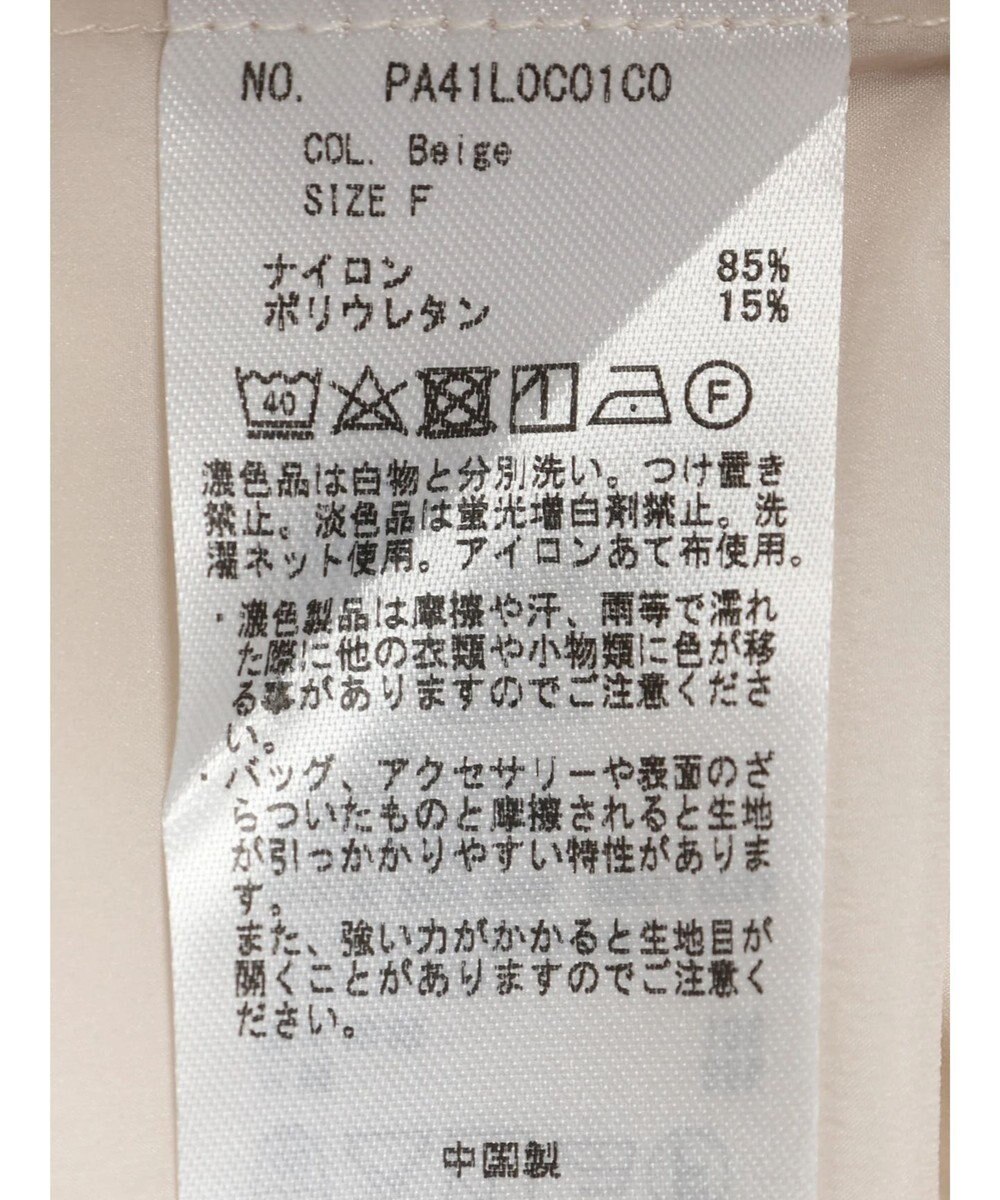 NO. PA41LOC01CO
COL. Beige
SIZE F
ナイロン 85%
ポリウレタン 15%
40
F
濃色品は白物と分別洗い。つけ置き
禁止。淡色品は蛍光増白剤禁止。洗
濯ネット使用。アイロンあて布使用。
・濃色製品は摩擦や汗、雨等で濡れ
た際に他の衣類や小物類に色が移
る事がありますのでご注意くださ
い。
・バッグ、アクセサリーや表面のざ
らついたものと摩擦されると生地
が引っかかりやすい特性がありま
す。
また、強い力がかかると生地目が
開くことがありますのでご注意く
ださい。
中国製